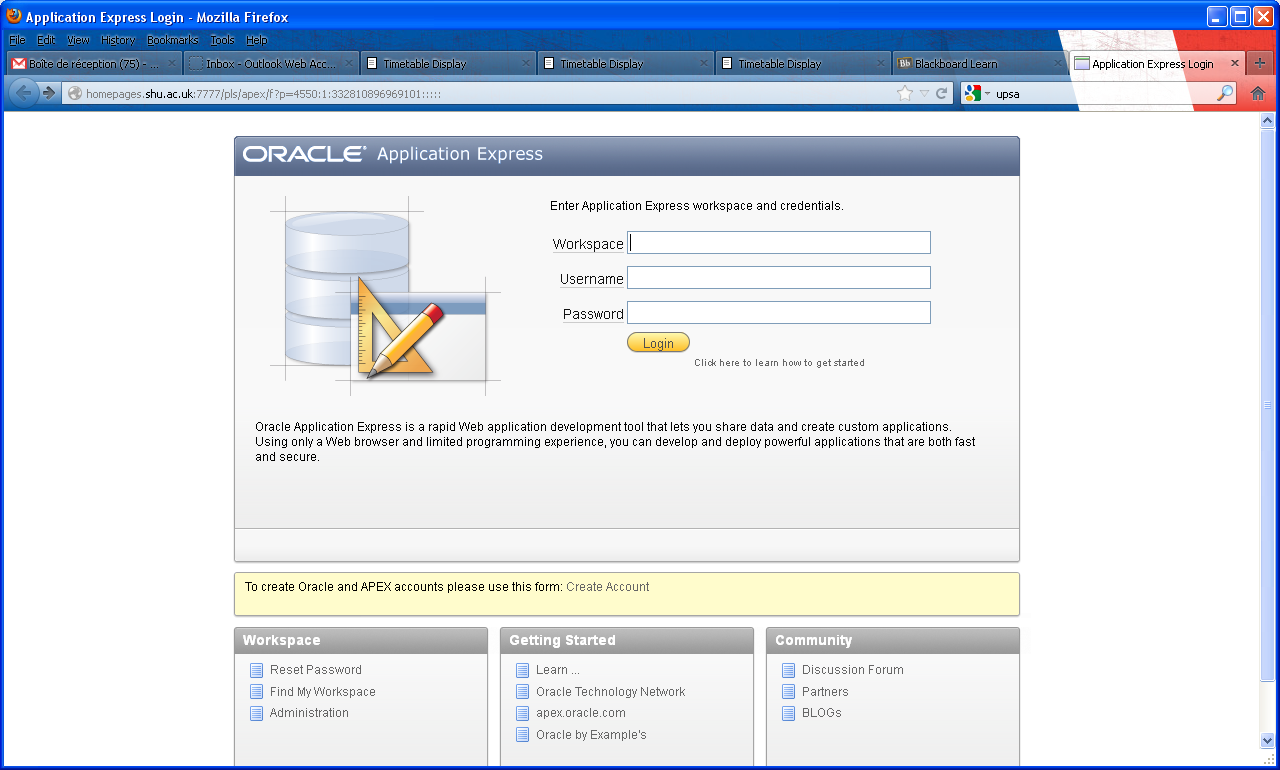 Application Express Login - Mozilla Firefox
File Edit View History Bookmarks Tools Help
Boîte de réception (75) - ... Inbox - Outlook Web Acc... Timetable Display Timetable Display Timetable Display Bb Blackboard Learn Application Express Login
homepages.shu.ac.uk:7777/pls/apex/f?p=4550:1:332810896969101::::: upsa
ORACLE® Application Express
Enter Application Express workspace and credentials.
Workspace
Username
Password
Login
Click here to learn how to get started
Oracle Application Express is a rapid Web application development tool that lets you share data and create custom applications.
Using only a Web browser and limited programming experience, you can develop and deploy powerful applications that are both fast
and secure.
To create Oracle and APEX accounts please use this form: Create Account
Workspace
Reset Password
Find My Workspace
Administration
Getting Started
Learn ...
Oracle Technology Network
apex.oracle.com
Oracle by Example's
Community
Discussion Forum
Partners
BLOGs